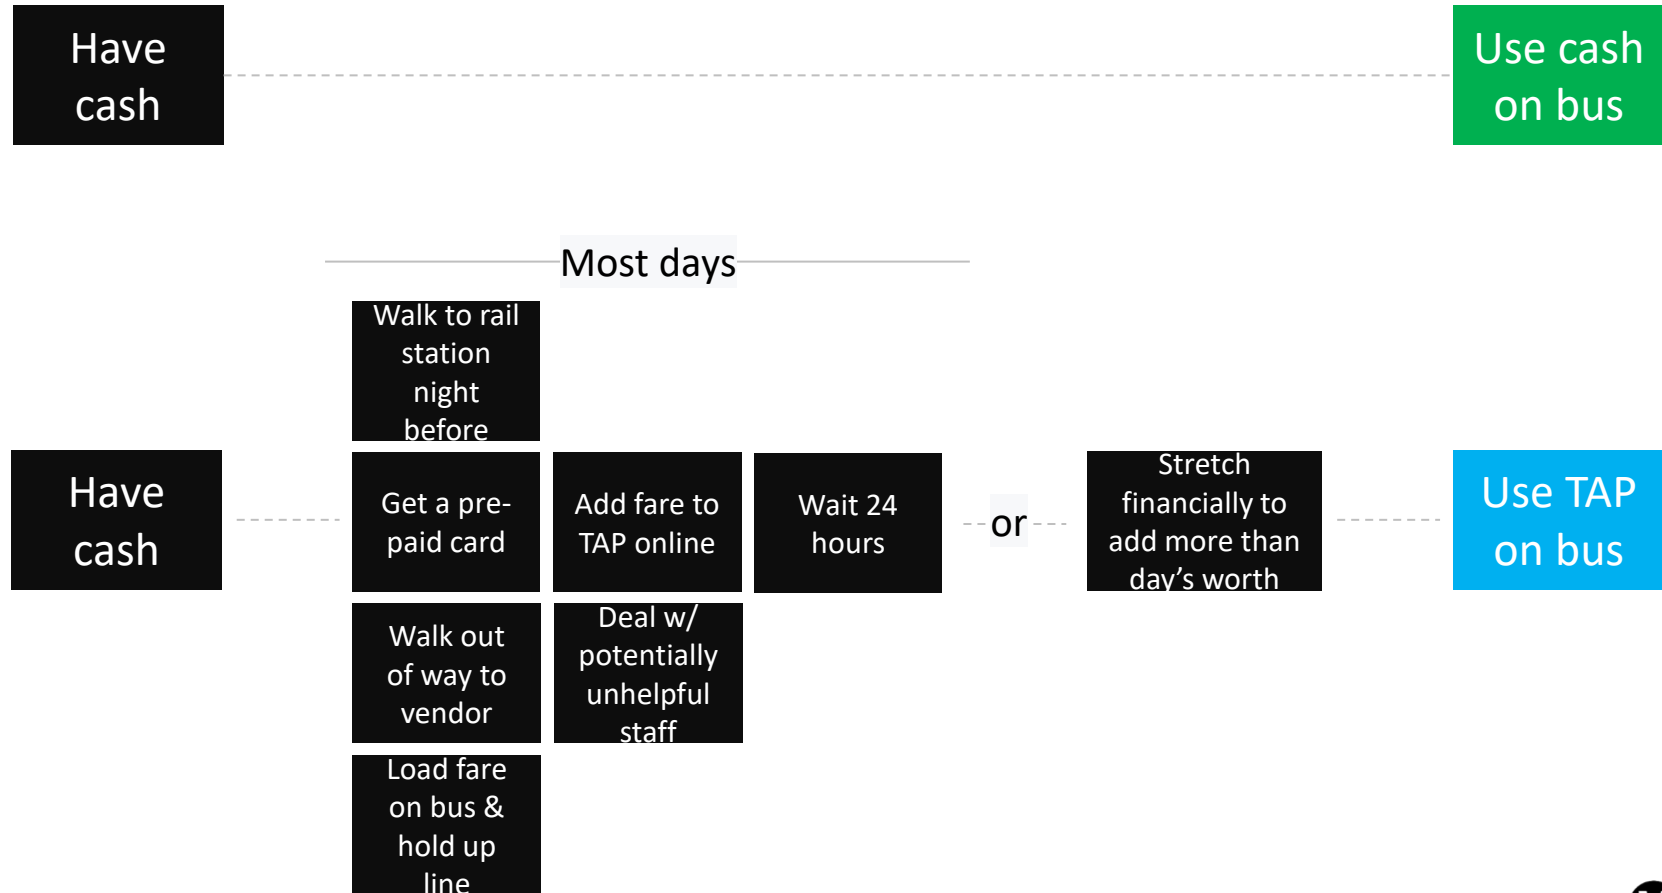 Have
cash
Use cash
on bus
Most days
Walk to rail
station
night
before
Have
cash
Get a pre-
paid card
Add fare to
TAP online
Wait 24
hours
or
Stretch
financially to
add more than
day’s worth
Use TAP
on bus
Walk out
of way to
vendor
Deal w/
potentially
unhelpful
staff
Load fare
on bus &
hold up
line